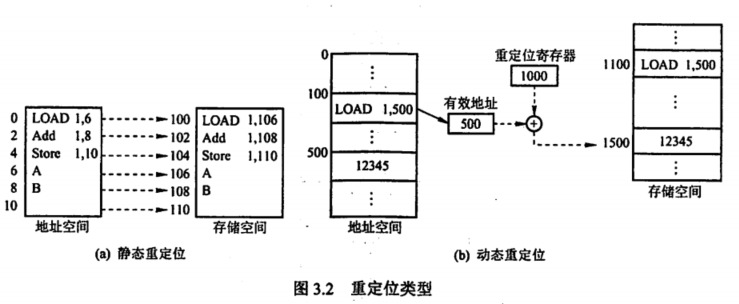 0 LOAD 1,6 100 LOAD 1,106
2 Add 1,8 102 Add 1,108
4 Store 1,10 104 Store 1,110
6 A 106 A
8 B 108 B
10 110
地址空间 存储空间
(a) 静态重定位
0
⋮
100
LOAD 1,500
⋮
500
12345
⋮
地址空间
有效地址
500
重定位寄存器
1000
+
⋮
1100 LOAD 1,500
⋮
1500 12345
⋮
存储空间
(b) 动态重定位
图 3.2 重定位类型